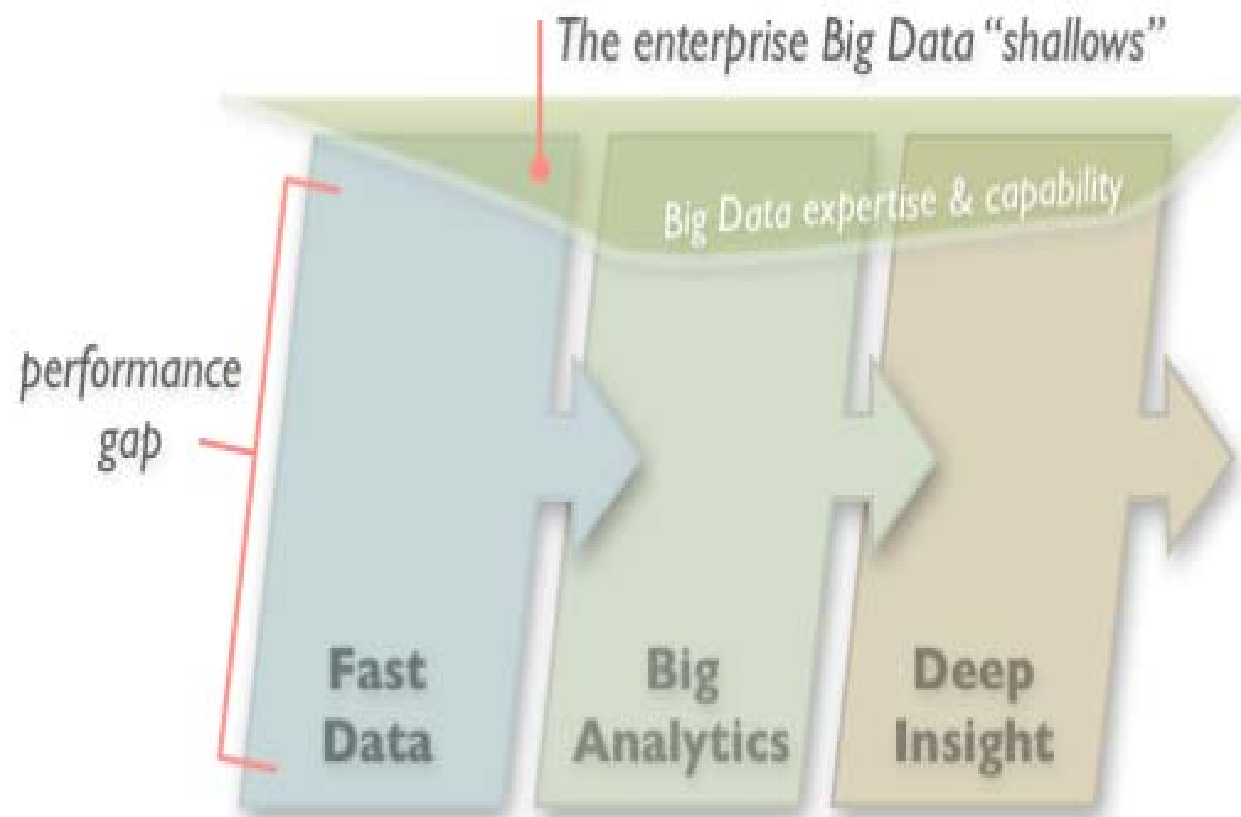 The enterprise Big Data “shallows”
Big Data expertise & capability
performance
gap
Fast
Data
Big
Analytics
Deep
Insight